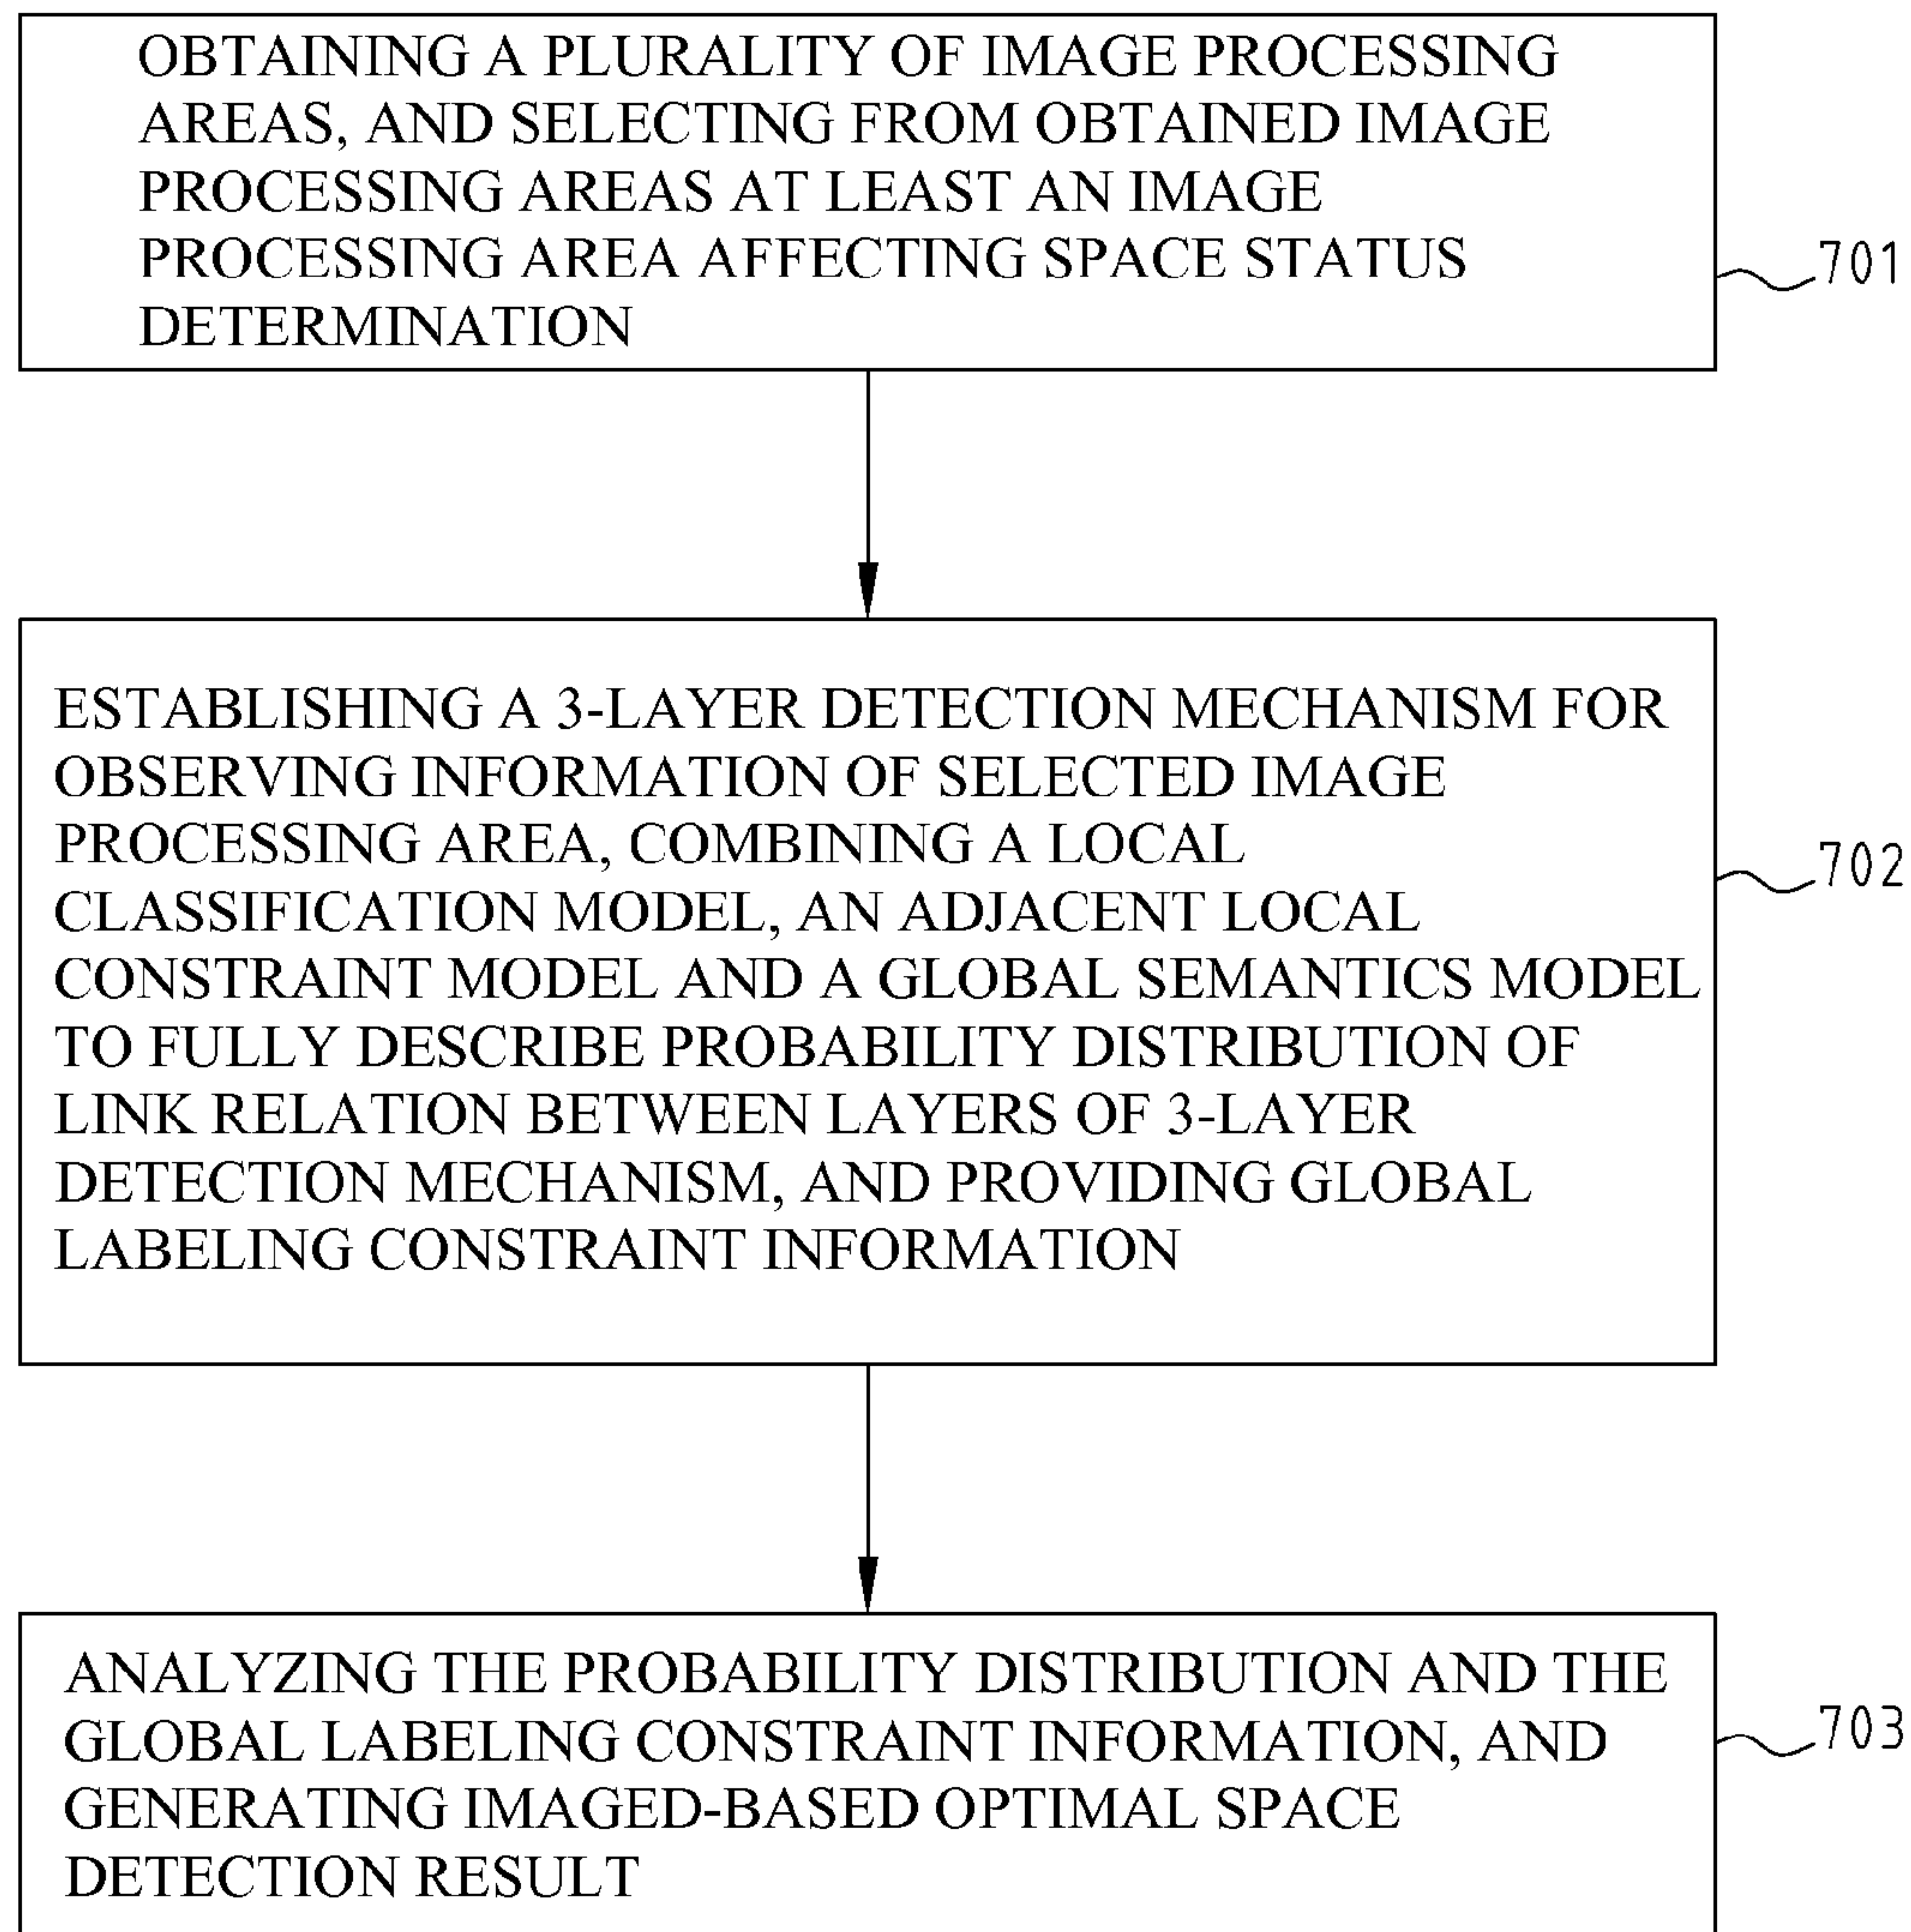 OBTAINING A PLURALITY OF IMAGE PROCESSING
AREAS, AND SELECTING FROM OBTAINED IMAGE
PROCESSING AREAS AT LEAST AN IMAGE
PROCESSING AREA AFFECTING SPACE STATUS
DETERMINATION
701
ESTABLISHING A 3-LAYER DETECTION MECHANISM FOR
OBSERVING INFORMATION OF SELECTED IMAGE
PROCESSING AREA, COMBINING A LOCAL
CLASSIFICATION MODEL, AN ADJACENT LOCAL
CONSTRAINT MODEL AND A GLOBAL SEMANTICS MODEL
TO FULLY DESCRIBE PROBABILITY DISTRIBUTION OF
LINK RELATION BETWEEN LAYERS OF 3-LAYER
DETECTION MECHANISM, AND PROVIDING GLOBAL
LABELING CONSTRAINT INFORMATION
702
ANALYZING THE PROBABILITY DISTRIBUTION AND THE
GLOBAL LABELING CONSTRAINT INFORMATION, AND
GENERATING IMAGED-BASED OPTIMAL SPACE
DETECTION RESULT
703